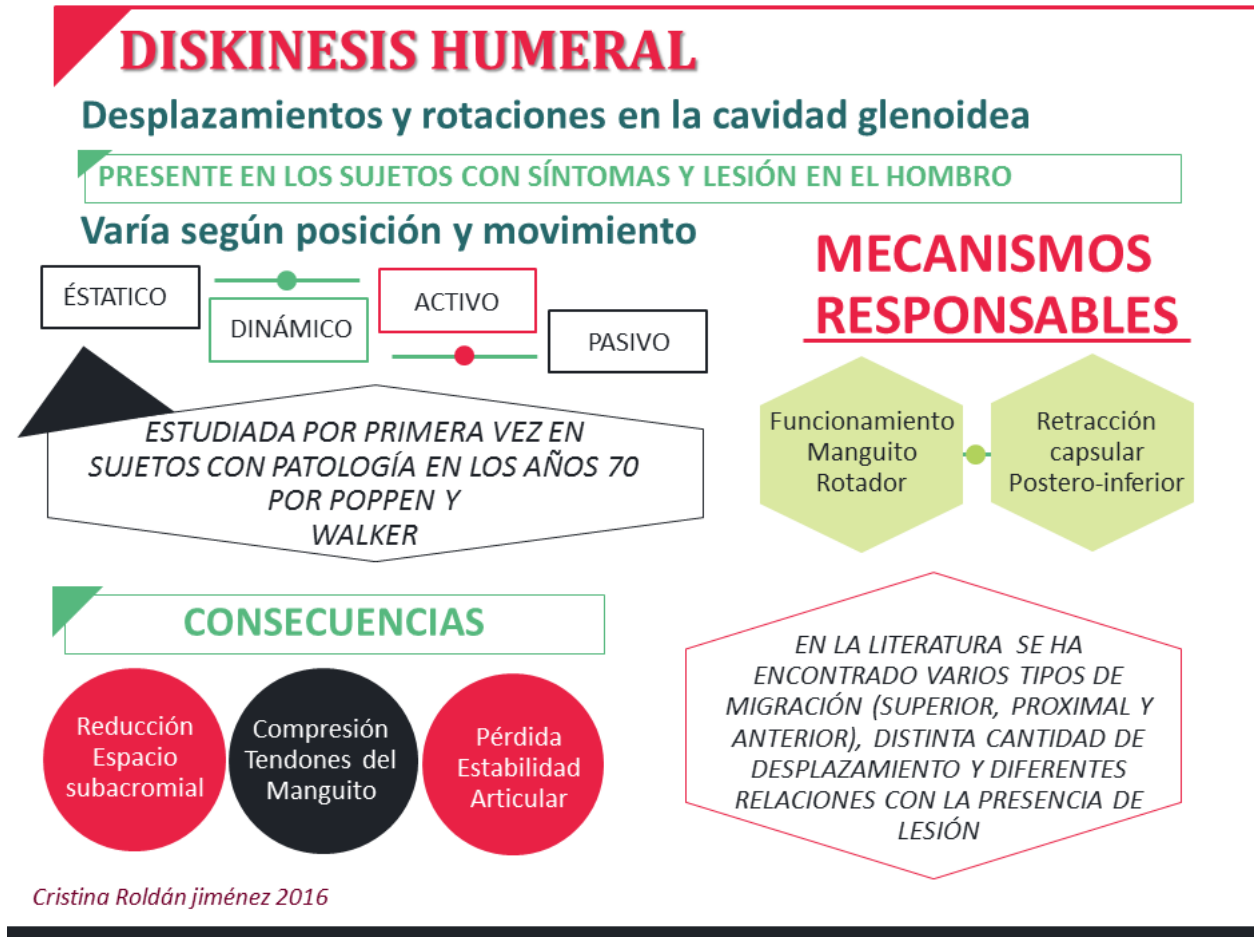 DISKINESIS HUMERAL
Desplazamientos y rotaciones en la cavidad glenoidea
PRESENTE EN LOS SUJETOS CON SÍNTOMAS Y LESIÓN EN EL HOMBRO
Varía según posición y movimiento
ÉSTATICO
DINÁMICO
ACTIVO
PASIVO
MECANISMOS
RESPONSABLES
Funcionamiento
Manguito
Rotador
Retracción
capsular
Postero-inferior
ESTUDIADA POR PRIMERA VEZ EN
SUJETOS CON PATOLOGÍA EN LOS AÑOS 70
POR POPPEN Y
WALKER
CONSECUENCIAS
Reducción
Espacio
subacromial
Compresión
Tendones del
Manguito
Pérdida
Estabilidad
Articular
EN LA LITERATURA SE HA
ENCONTRADO VARIOS TIPOS DE
MIGRACIÓN (SUPERIOR, PROXIMAL Y
ANTERIOR), DISTINTA CANTIDAD DE
DESPLAZAMIENTO Y DIFERENTES
RELACIONES CON LA PRESENCIA DE
LESIÓN
Cristina Roldán jiménez 2016